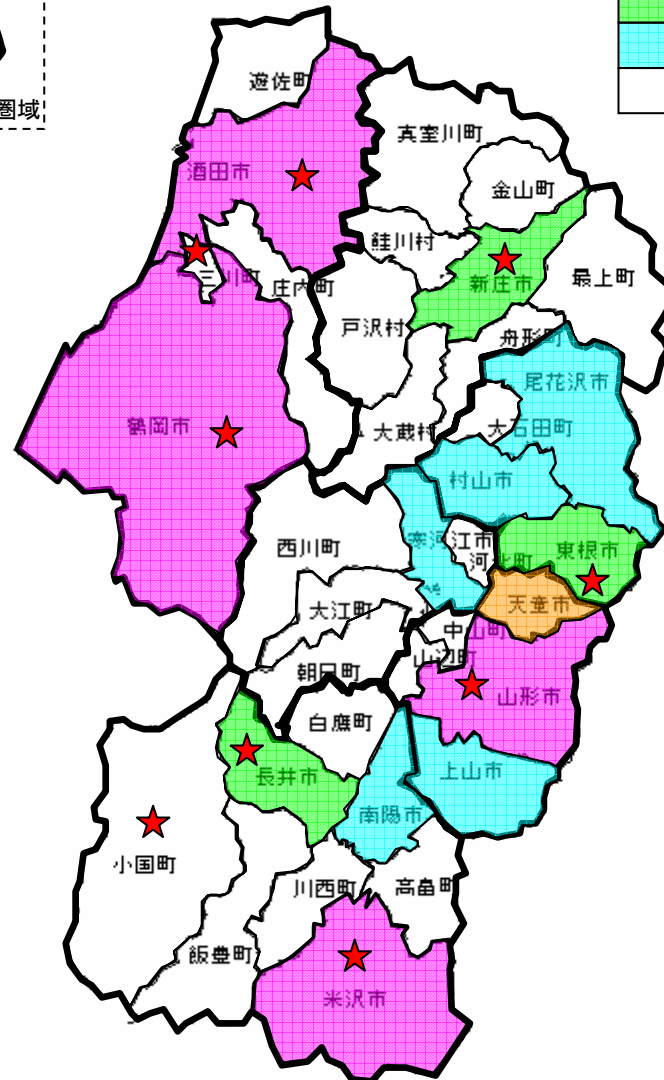 圏域
遊佐町
真室川町
酒田市
金山町
鮭川村
最上町
三川町
庄内町
新庄市
戸沢村
舟形町
尾花沢市
鶴岡市
大蔵村
大石田町
村山市
寒河江市
西川町
東根市
河北町
大江町
天童市
中山町
山辺町
朝日町
山形市
白鷹町
長井市
上山市
南陽市
小国町
川西町
高畠町
飯豊町
米沢市